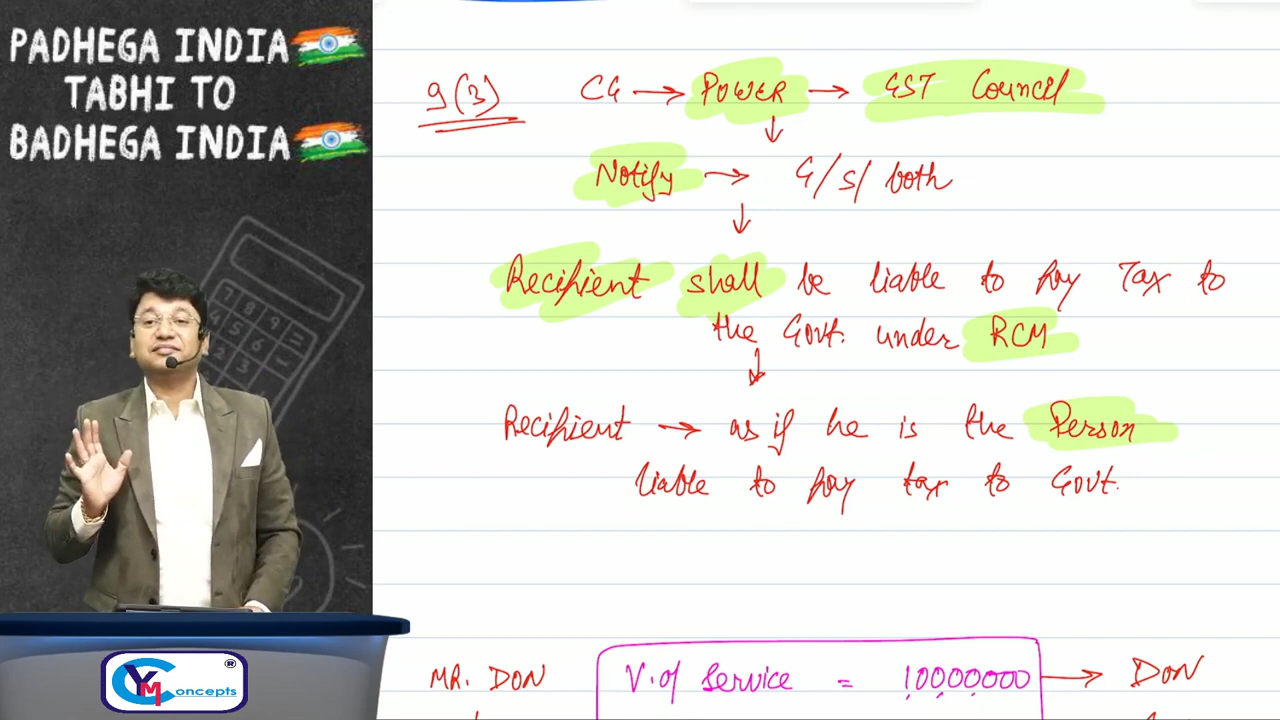 PADHEGA INDIA
TABHI TO
BADHEGA INDIA
9(3) CG → POWER → GST Council
↓
Notify → G/S/ both
↓
Recipient shall be liable to pay Tax to
the Govt. under RCM
↓
Recipient → as if he is the Person
liable to pay tax to Govt.
MR. DON V. of Service = 10000000 → DON
CYM Concepts ®